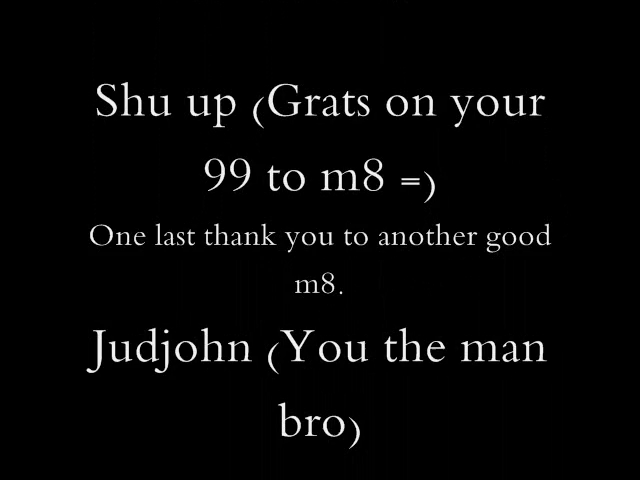 Shu up (Grats on your
99 to m8 =)
One last thank you to another good
m8.
Judjohn (You the man
bro)